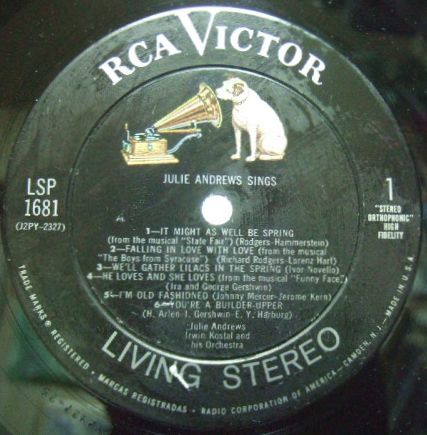 RCA VICTOR
JULIE ANDREWS SINGS
LSP
1681
(J2PY-2327)
1
"STEREO
ORTHOPHONIC"
HIGH
FIDELITY
1—IT MIGHT AS WELL BE SPRING
(from the musical "State Fair") (Rodgers-Hammerstein)
2—FALLING IN LOVE WITH LOVE (from the musical
"The Boys from Syracuse") (Richard Rodgers-Lorenz Hart)
3—WE'LL GATHER LILACS IN THE SPRING (Ivor Novello)
4—HE LOVES AND SHE LOVES (from the musical "Funny Face")
(Ira and George Gershwin)
5—I'M OLD FASHIONED (Johnny Mercer-Jerome Kern)
6—YOU'RE A BUILDER-UPPER
(H. Arlen-I. Gershwin-E. Y. Harburg)
Julie Andrews
Irwin Kostal and
his Orchestra
LIVING STEREO
TRADE MARKS ® REGISTERED • MARCAS REGISTRADAS • RADIO CORPORATION OF AMERICA—CAMDEN, N.J. • MADE IN U.S.A.